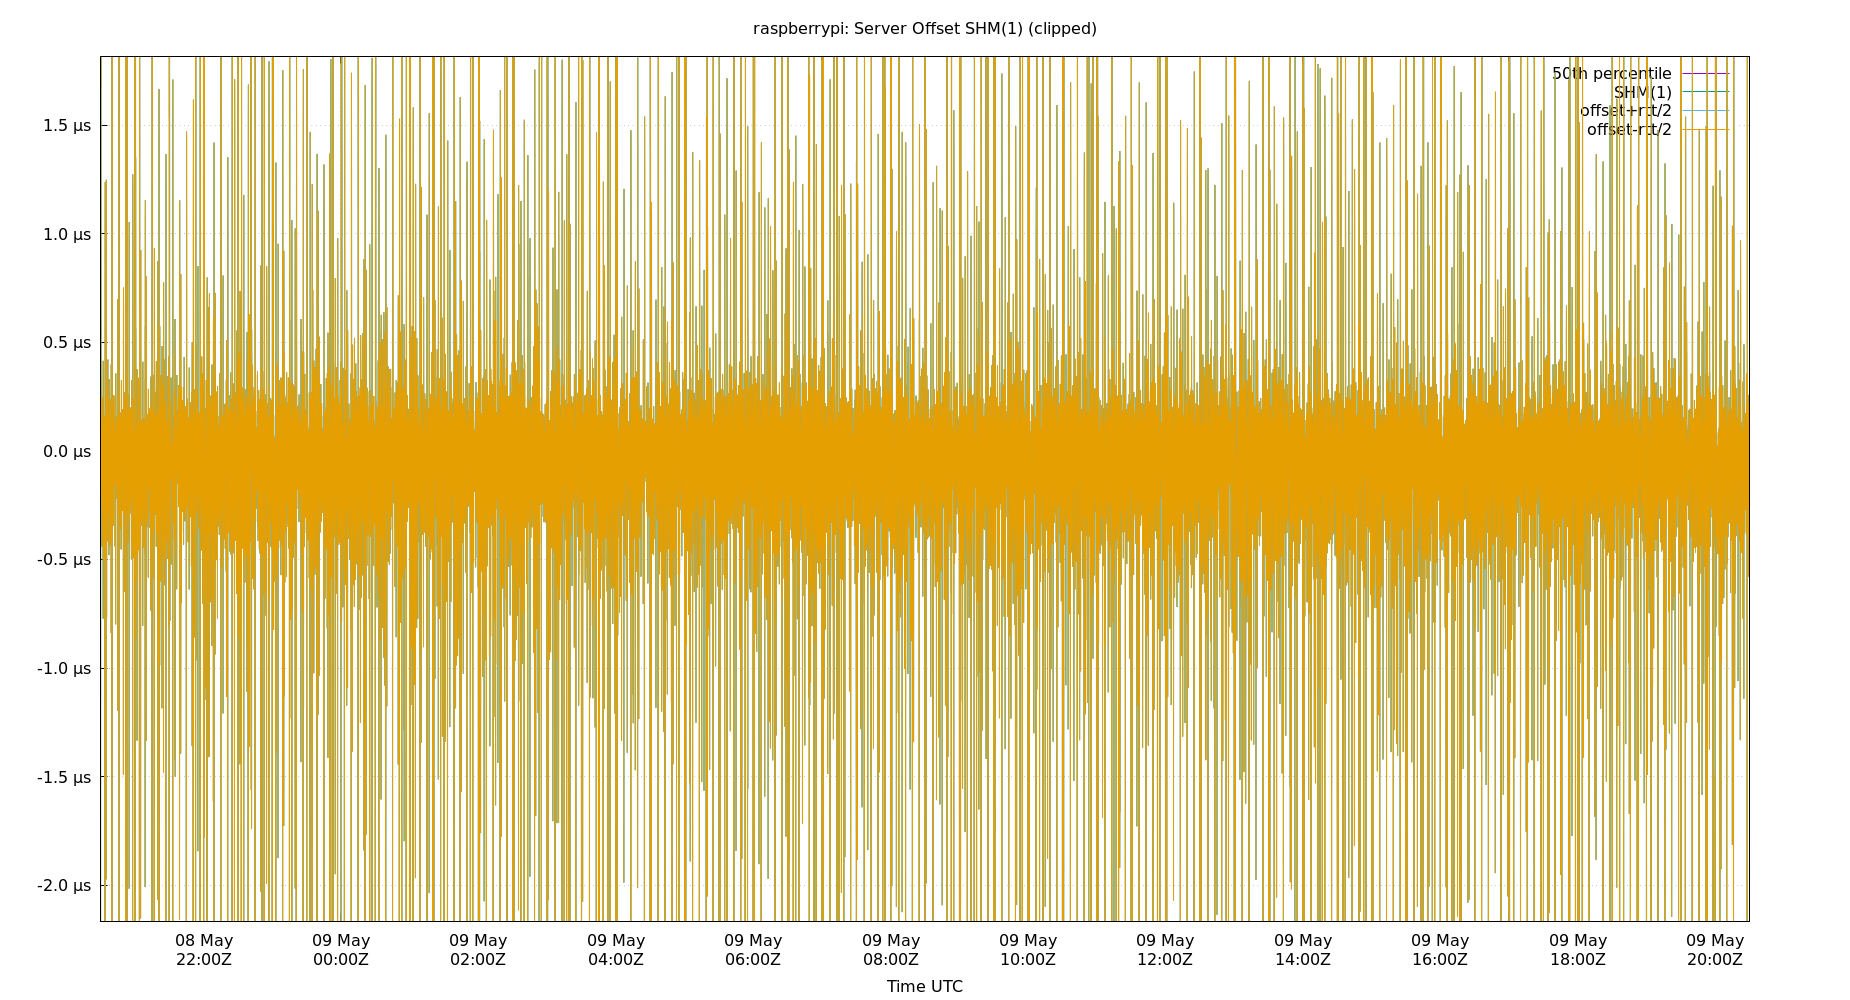 raspberrypi: Server Offset SHM(1) (clipped)
50th percentile
SHM(1)
offset+rtt/2
offset-rtt/2
1.5 µs
1.0 µs
0.5 µs
0.0 µs
-0.5 µs
-1.0 µs
-1.5 µs
-2.0 µs
08 May 09 May 09 May 09 May 09 May 09 May 09 May 09 May 09 May 09 May 09 May 09 May
22:00Z 00:00Z 02:00Z 04:00Z 06:00Z 08:00Z 10:00Z 12:00Z 14:00Z 16:00Z 18:00Z 20:00Z
Time UTC